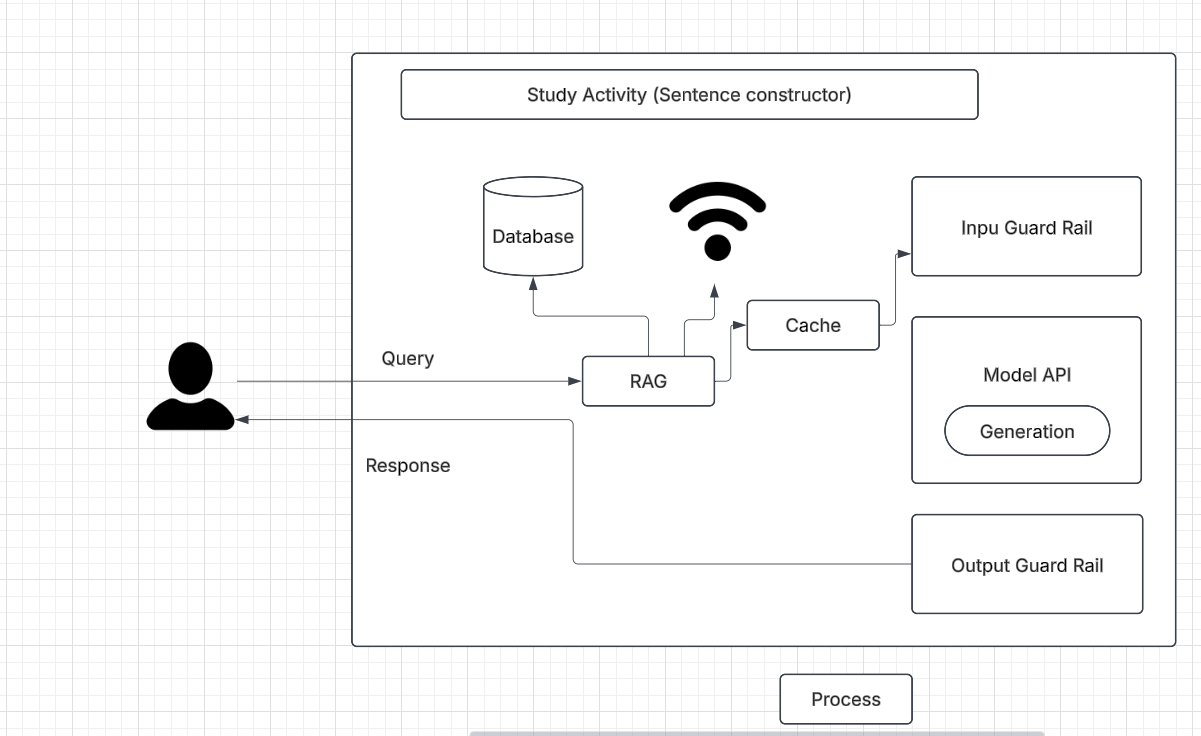 Study Activity (Sentence constructor)
Database
Inpu Guard Rail
Cache
Query
RAG
Model API
Generation
Response
Output Guard Rail
Process